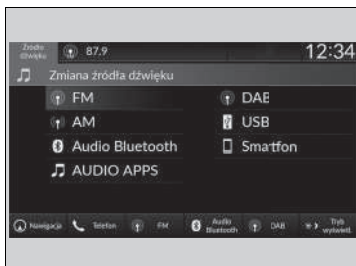 Źródło dźwięku
87.9
12:34
Zmiana źródła dźwięku
FM
DAB
AM
USB
Audio Bluetooth
Smartfon
AUDIO APPS
Nawigacja
Telefon
FM
Audio Bluetooth
DAB
Tryb wyświetl.